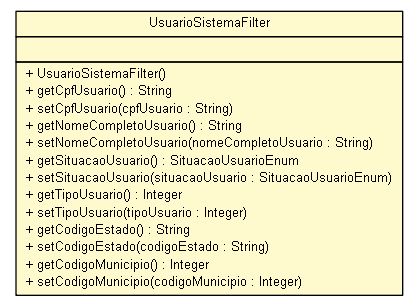 UsuarioSistemaFilter
+ UsuarioSistemaFilter()
+ getCpfUsuario() : String
+ setCpfUsuario(cpfUsuario : String)
+ getNomeCompletoUsuario() : String
+ setNomeCompletoUsuario(nomeCompletoUsuario : String)
+ getSituacaoUsuario() : SituacaoUsuarioEnum
+ setSituacaoUsuario(situacaoUsuario : SituacaoUsuarioEnum)
+ getTipoUsuario() : Integer
+ setTipoUsuario(tipoUsuario : Integer)
+ getCodigoEstado() : String
+ setCodigoEstado(codigoEstado : String)
+ getCodigoMunicipio() : Integer
+ setCodigoMunicipio(codigoMunicipio : Integer)